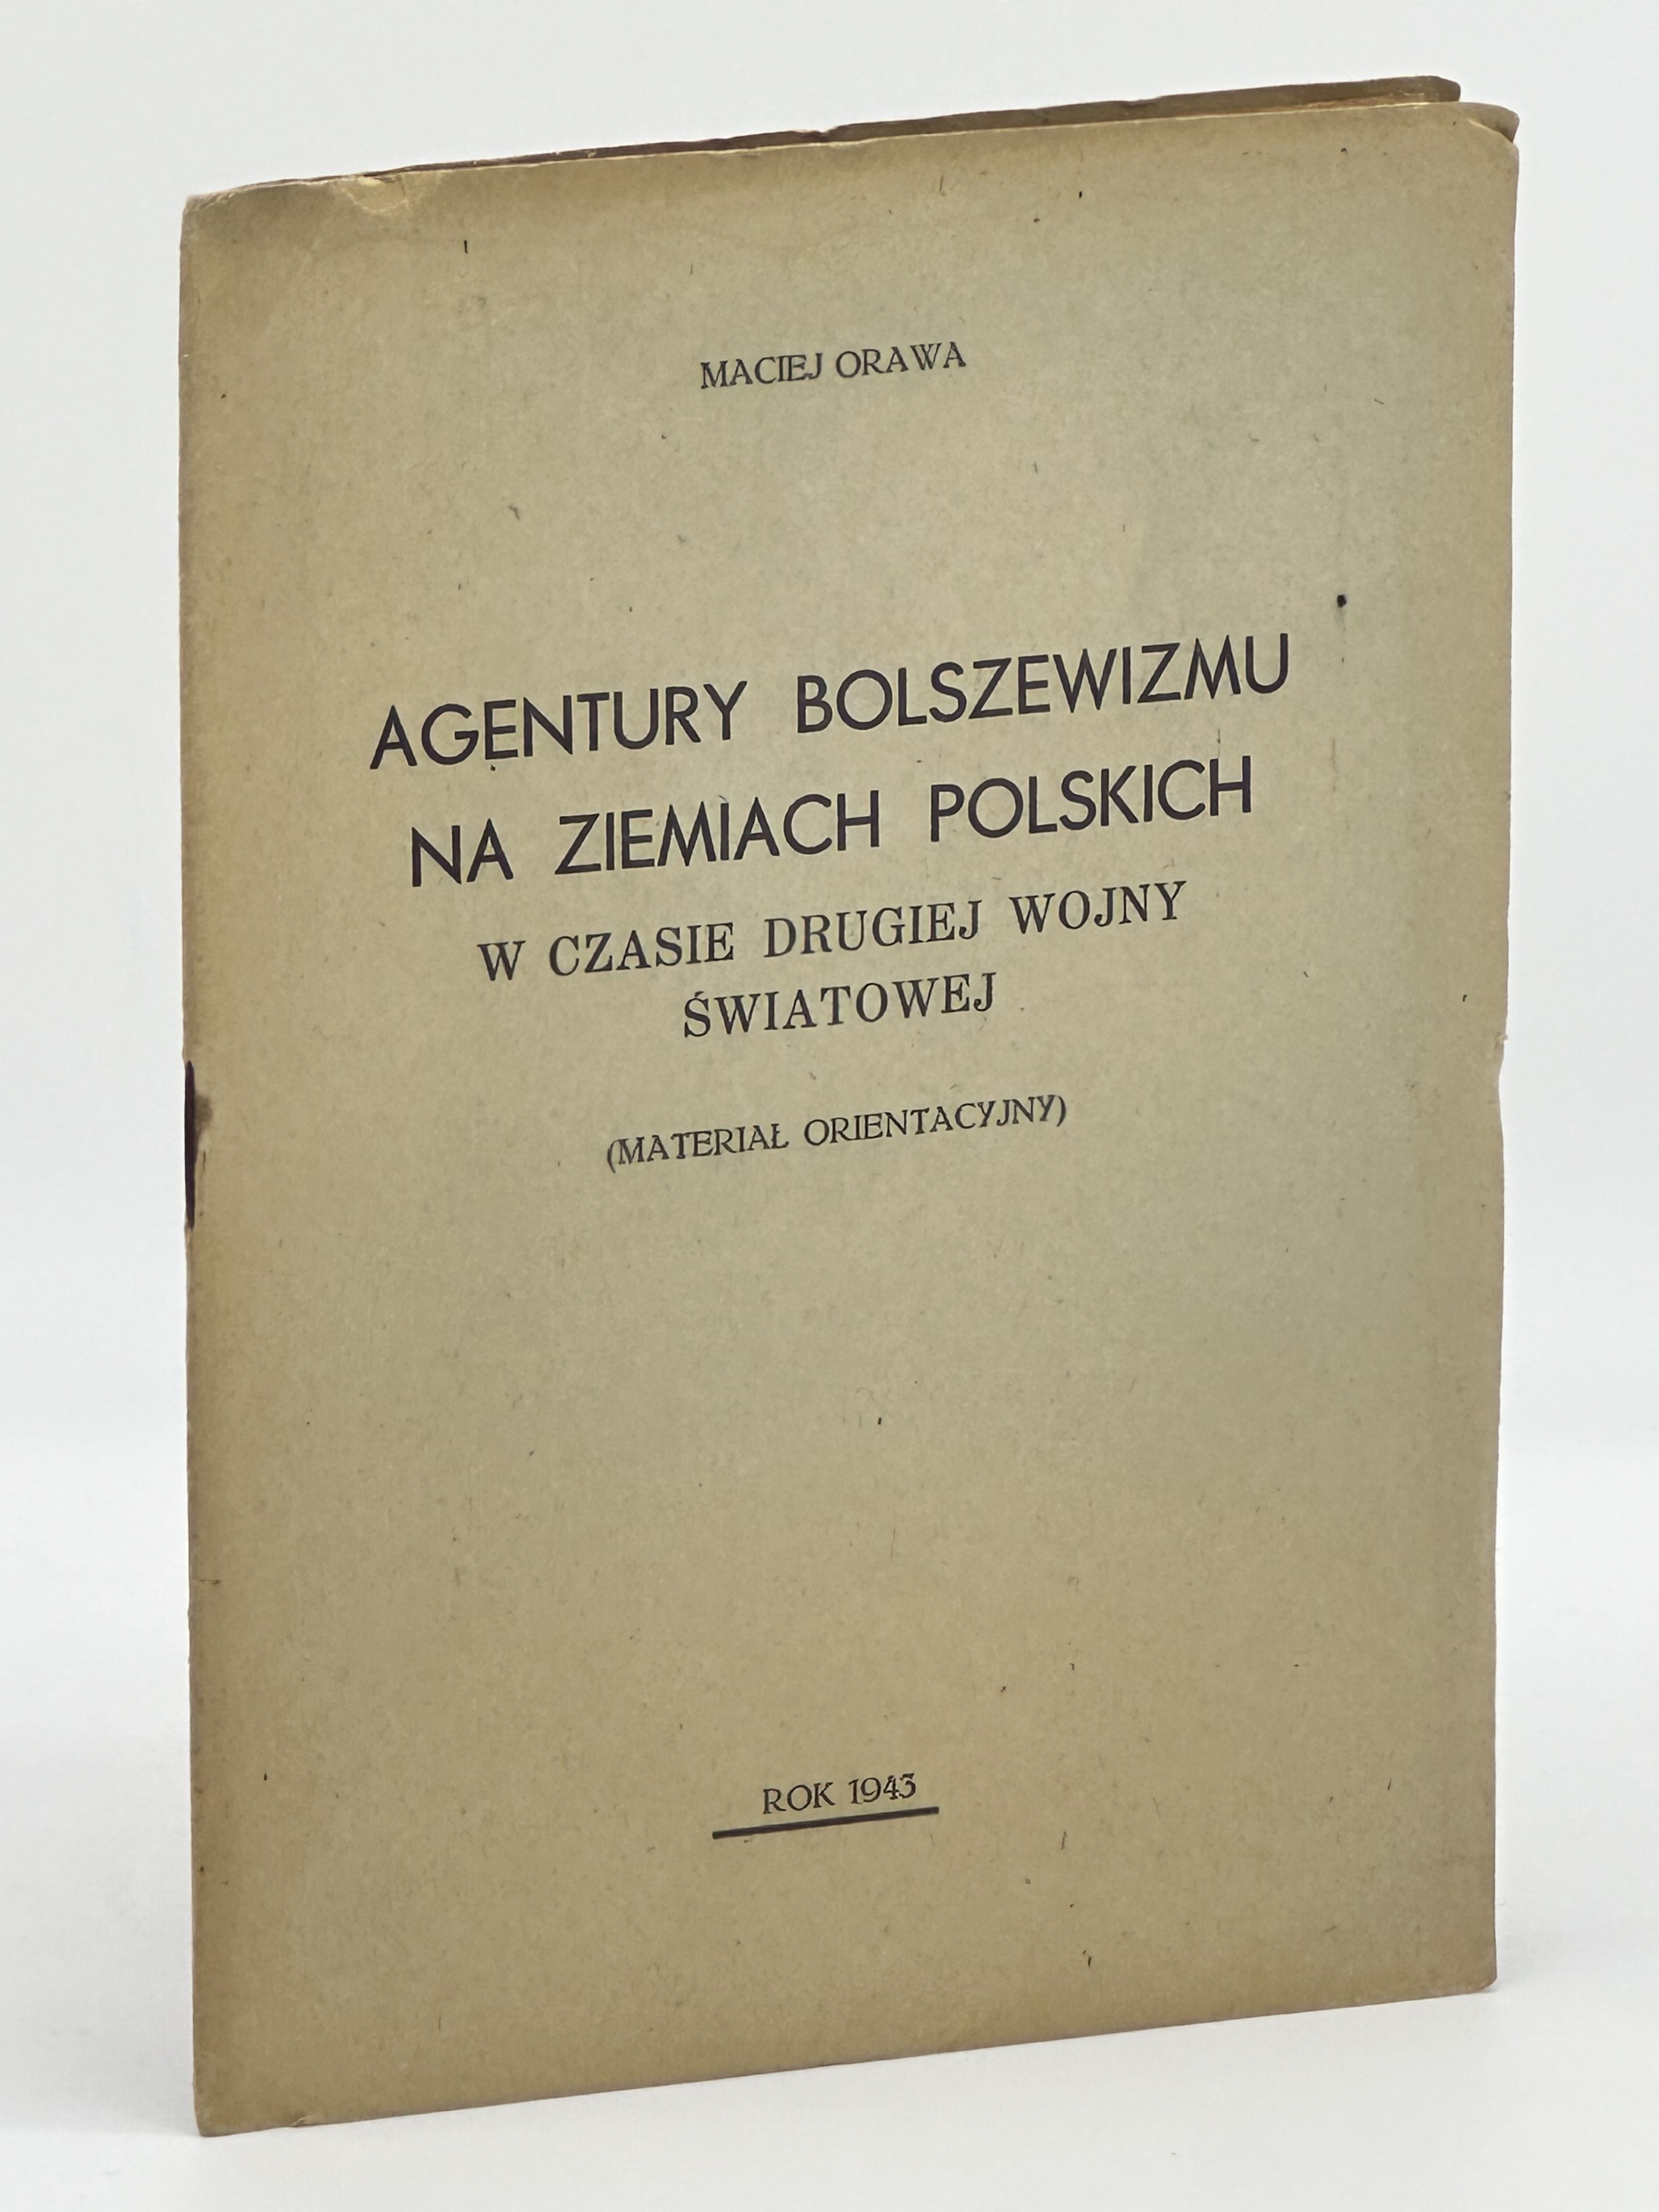 MACIEJ ORAWA
AGENTURY BOLSZEWIZMU
NA ZIEMIACH POLSKICH
W CZASIE DRUGIEJ WOJNY
ŚWIATOWEJ
(MATERIAŁ ORIENTACYJNY)
ROK 1943